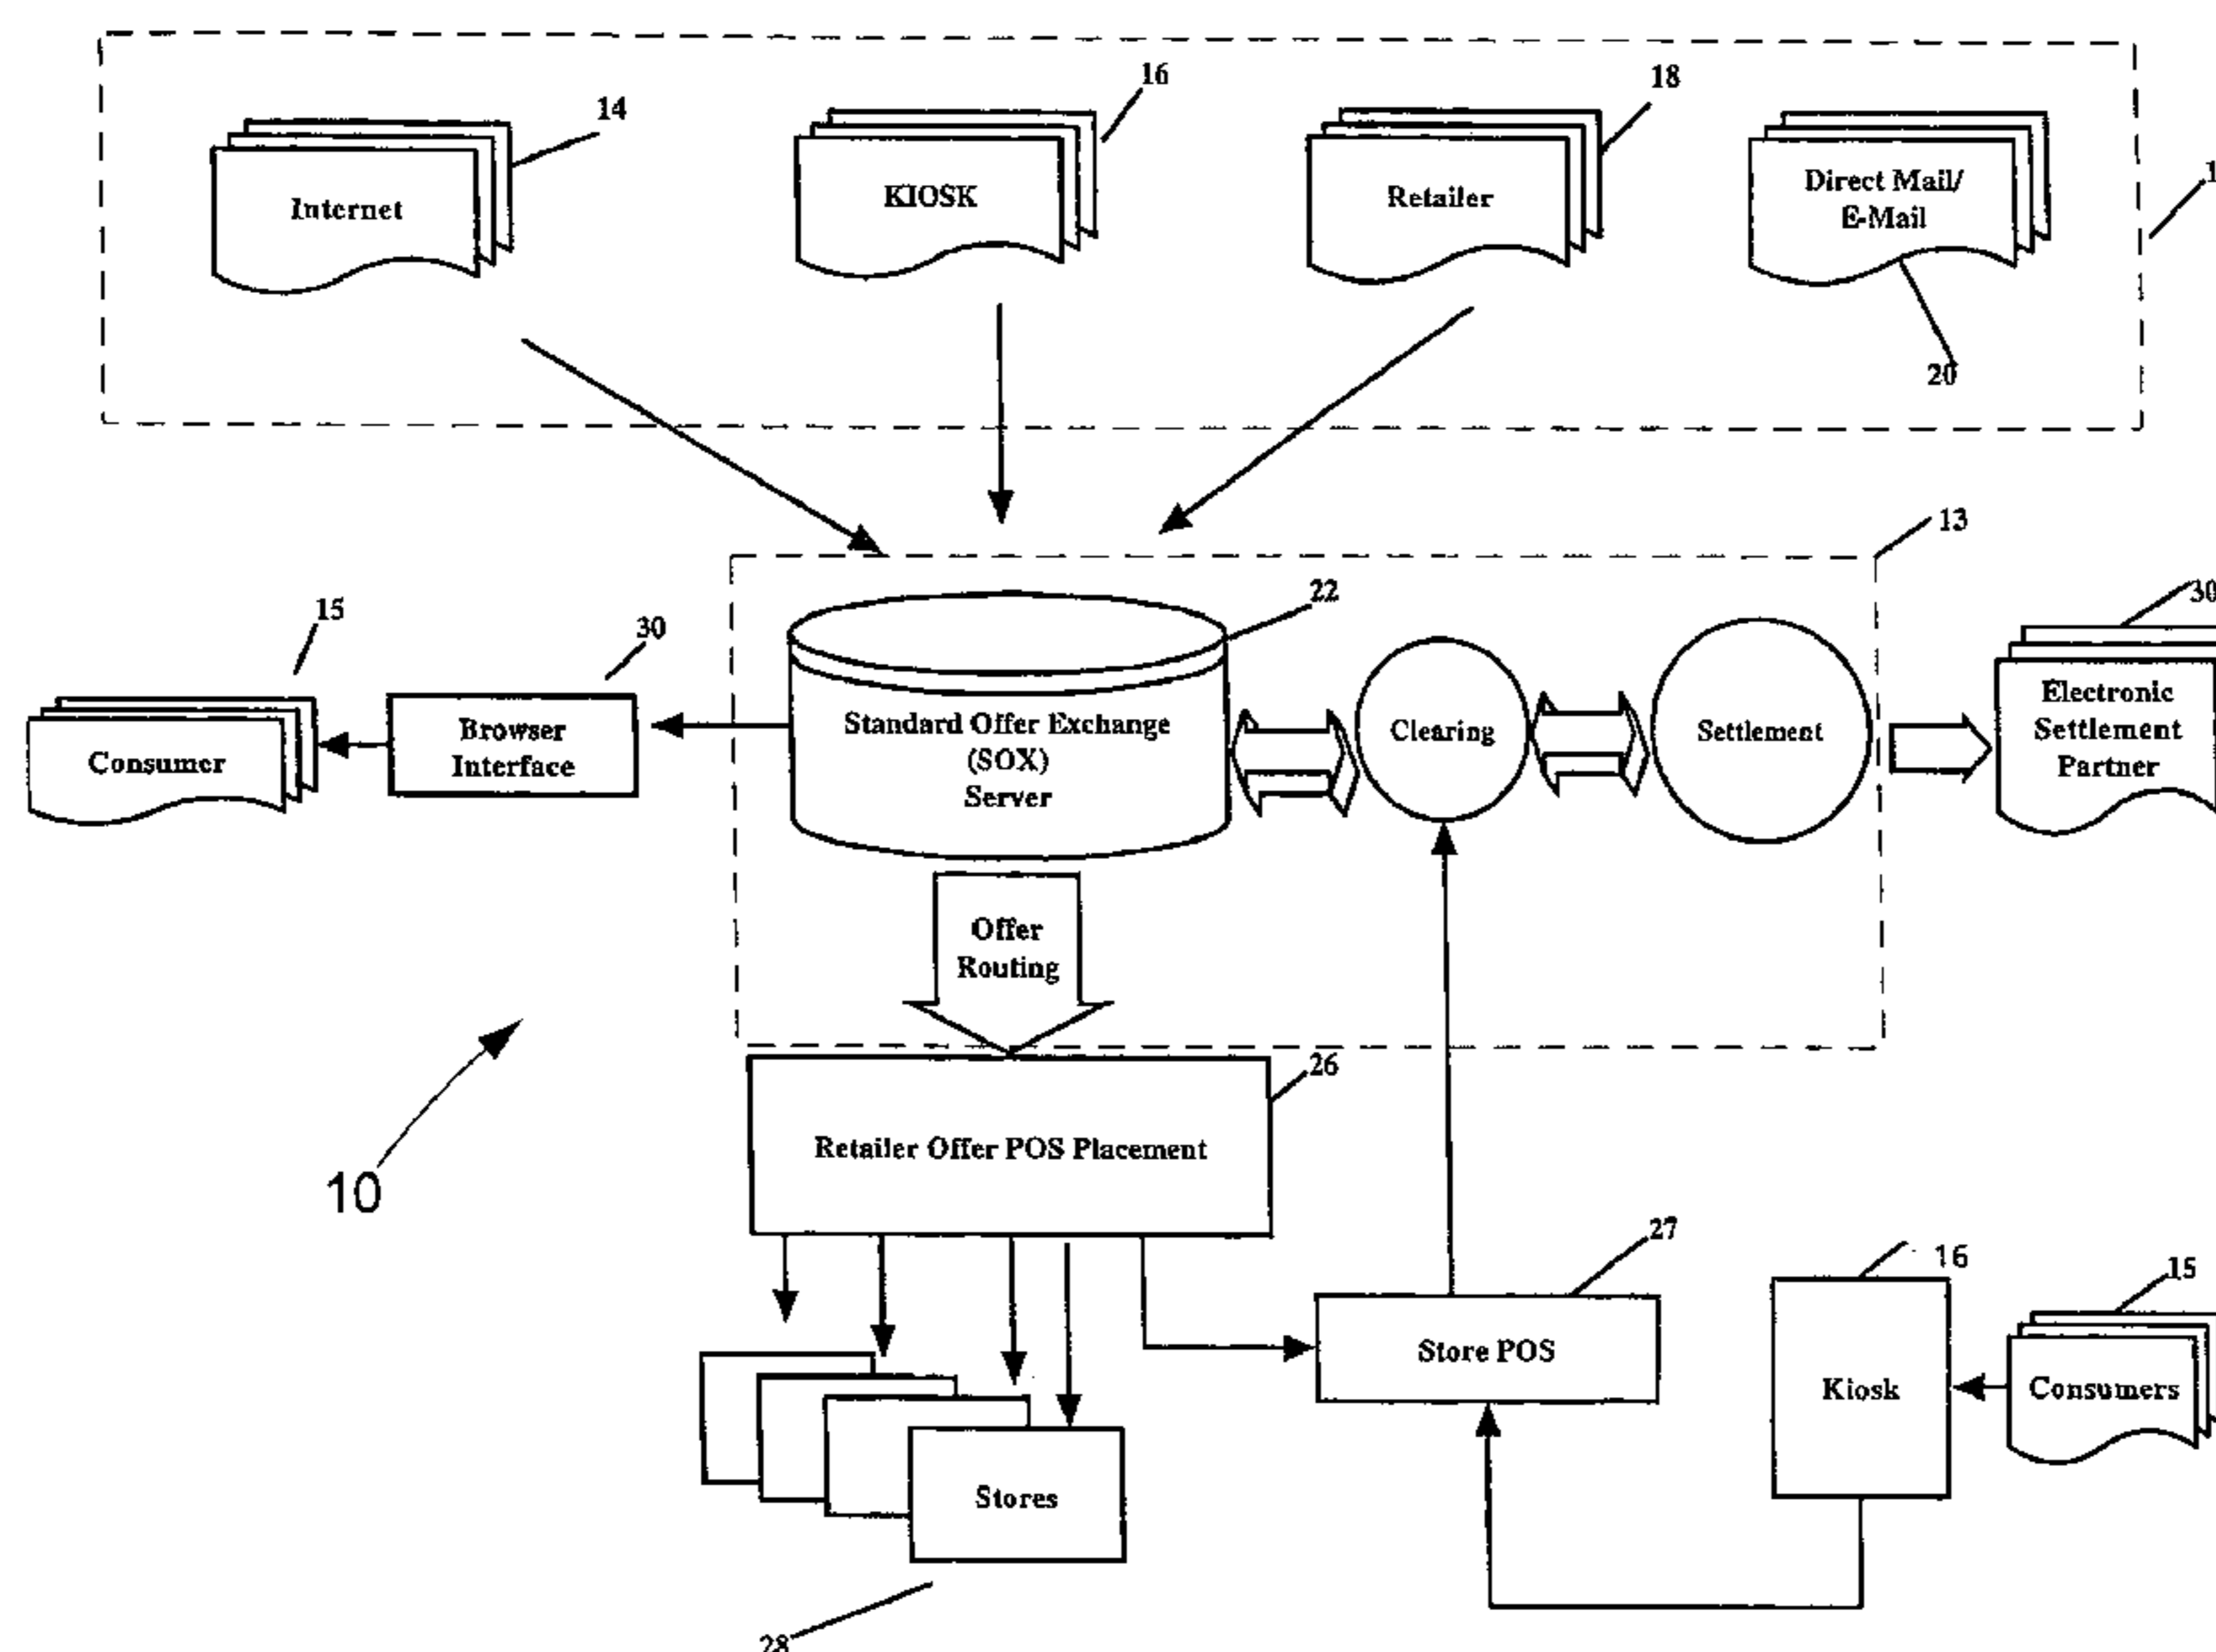 14
16
18
Internet
KIOSK
Retailer
Direct Mail/
E-Mail
20
13
22
30
15
30
Consumer
Browser
Interface
Standard Offer Exchange
(SOX)
Server
Clearing
Settlement
Electronic
Settlement
Partner
Offer
Routing
10
26
Retailer Offer POS Placement
27
16
15
Store POS
Kiosk
Consumers
Stores
28